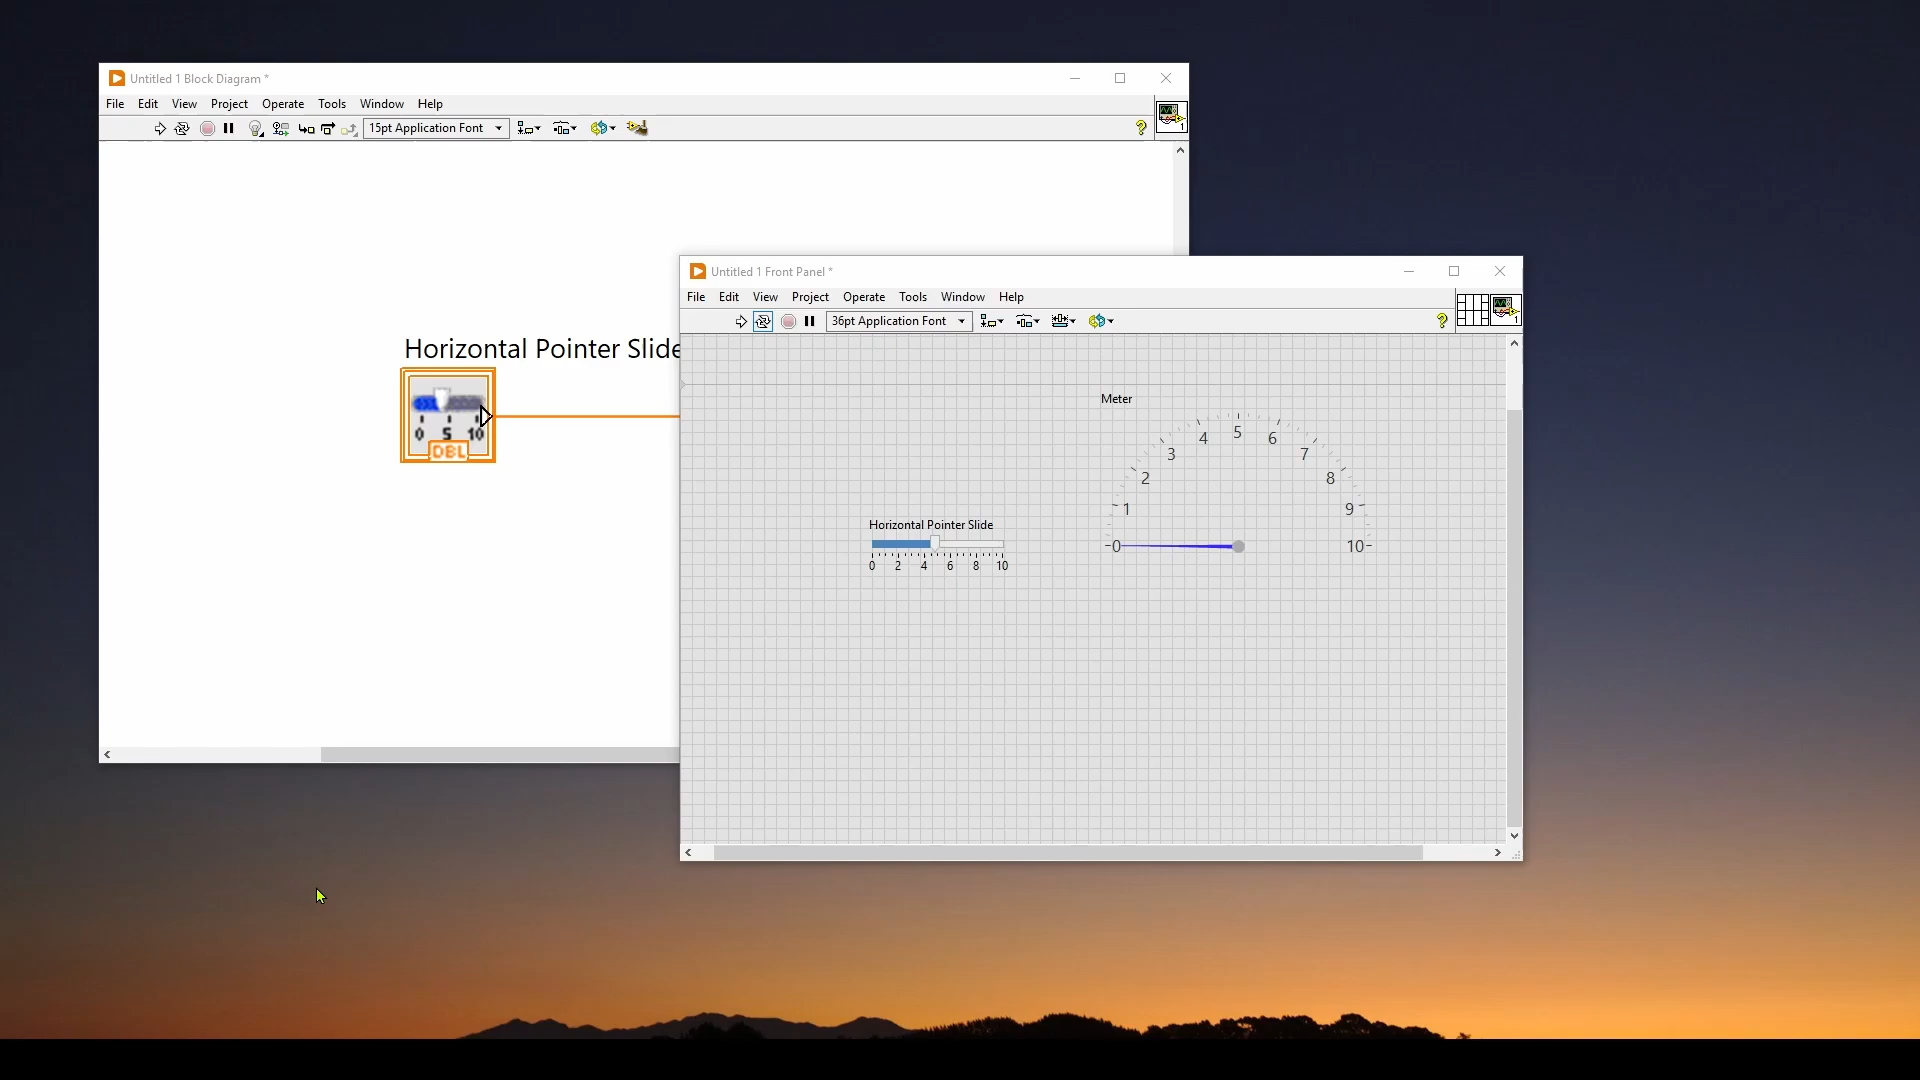 Untitled 1 Block Diagram *
File Edit View Project Operate Tools Window Help
15pt Application Font
1
Horizontal Pointer Slide
0 5 10
DBL
Untitled 1 Front Panel *
File Edit View Project Operate Tools Window Help
36pt Application Font
1
Meter
0 1 2 3 4 5 6 7 8 9 10
Horizontal Pointer Slide
0 2 4 6 8 10